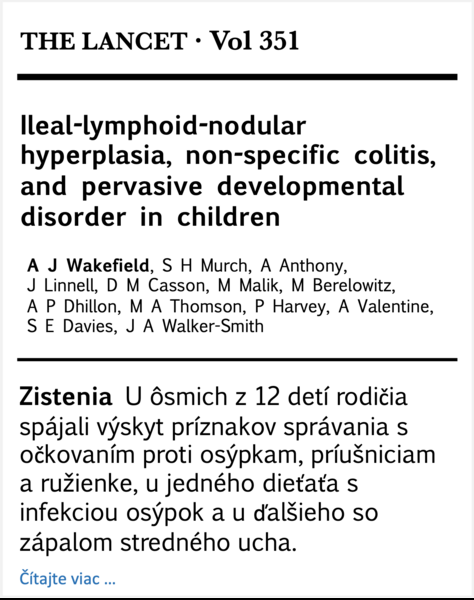 THE LANCET · Vol 351
Ileal-lymphoid-nodular
hyperplasia, non-specific colitis,
and pervasive developmental
disorder in children
A J Wakefield, S H Murch, A Anthony,
J Linnell, D M Casson, M Malik, M Berelowitz,
A P Dhillon, M A Thomson, P Harvey, A Valentine,
S E Davies, J A Walker-Smith
Zistenia U ôsmich z 12 detí rodičia
spájali výskyt príznakov správania s
očkovaním proti osýpkam, príušniciam
a ružienke, u jedného dieťaťa s
infekciou osýpok a u ďalšieho so
zápalom stredného ucha.
Čítajte viac ...